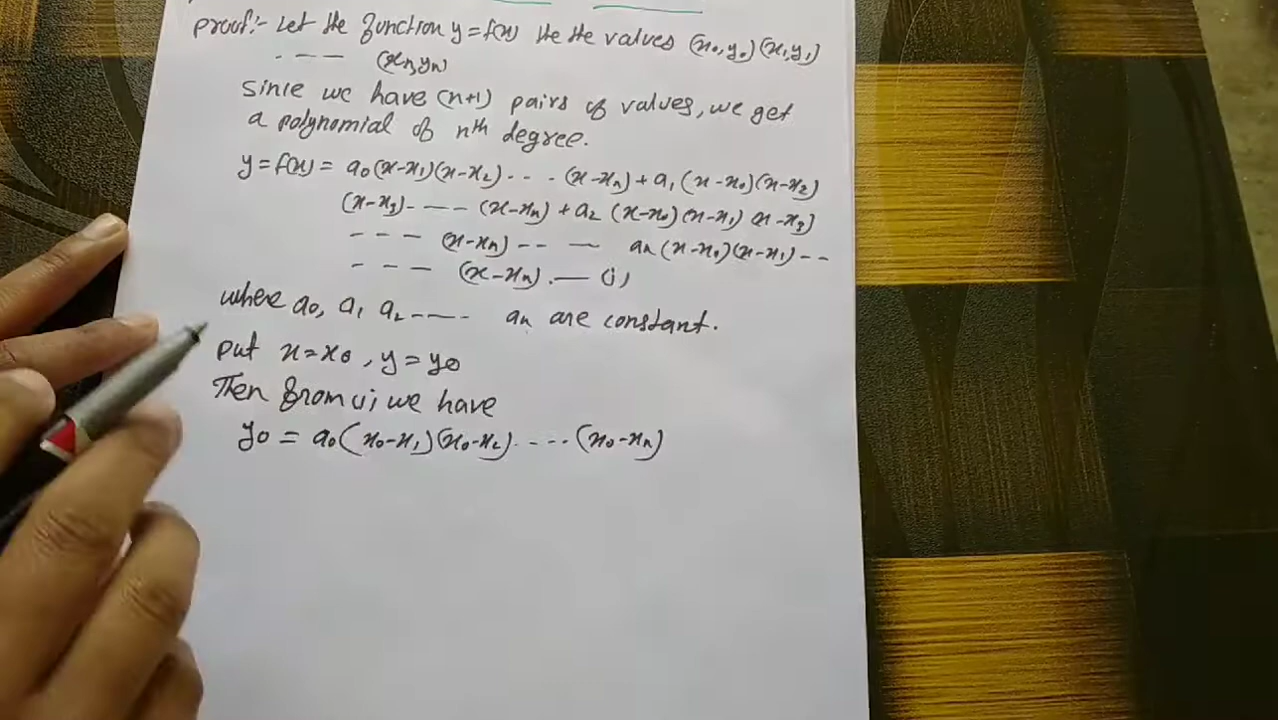 proof:- Let the function y = f(x) the the values (x₀,y₀)(x₁,y₁)
. - - - (xₙ,yₙ)
since we have (n+1) pairs of values, we get
a polynomial of nth degree.
y = f(x) = a₀(x-x₁)(x-x₂) . . - (x-xₙ) + a₁ (x-x₀)(x-x₂)
(x-x₃) - - - - (x-xₙ) + a₂ (x-x₀) (x-x₁) (x-x₃)
- - - (x-xₙ) - - — aₙ (x-x₀)(x-x₁) - -
- - - (x-xₙ) . — (i)
where a₀, a₁ a₂ - - - - aₙ are constant.
put x = x₀ , y = y₀
Then from (i) we have
y₀ = a₀ (x₀-x₁)(x₀-x₂) . - - - (x₀-xₙ)